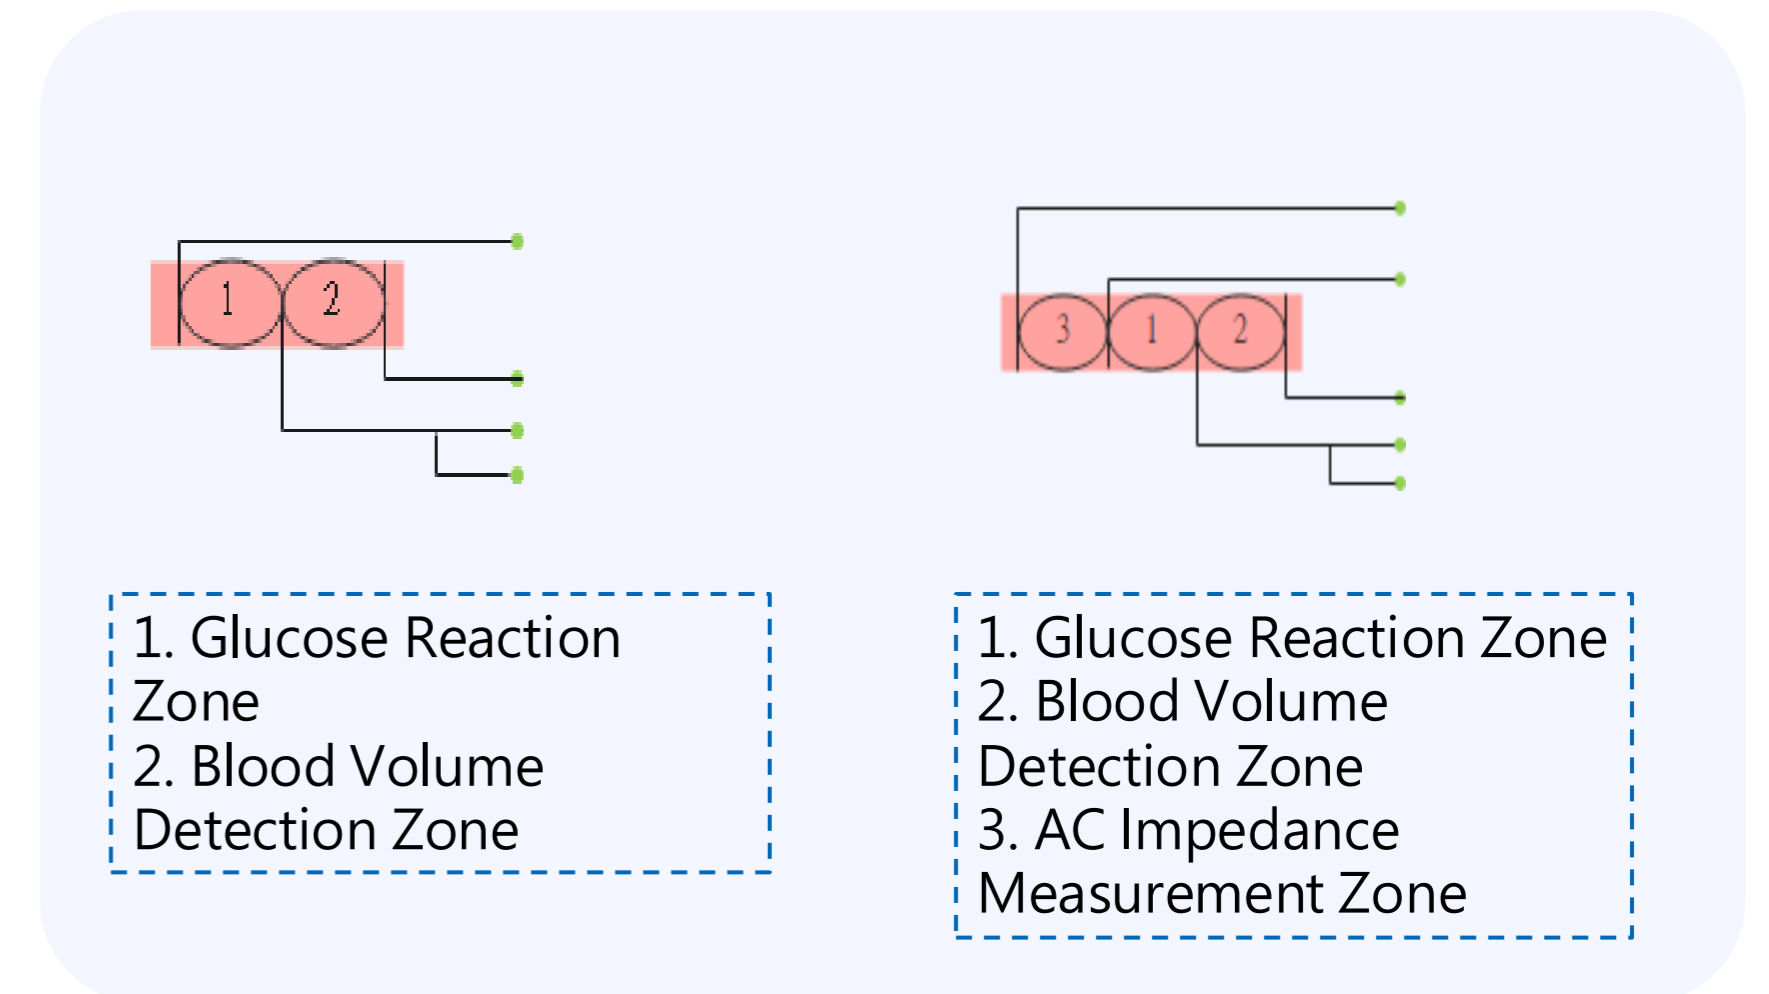 1
2
3
1
2
1. Glucose Reaction
Zone
2. Blood Volume
Detection Zone
1. Glucose Reaction Zone
2. Blood Volume
Detection Zone
3. AC Impedance
Measurement Zone